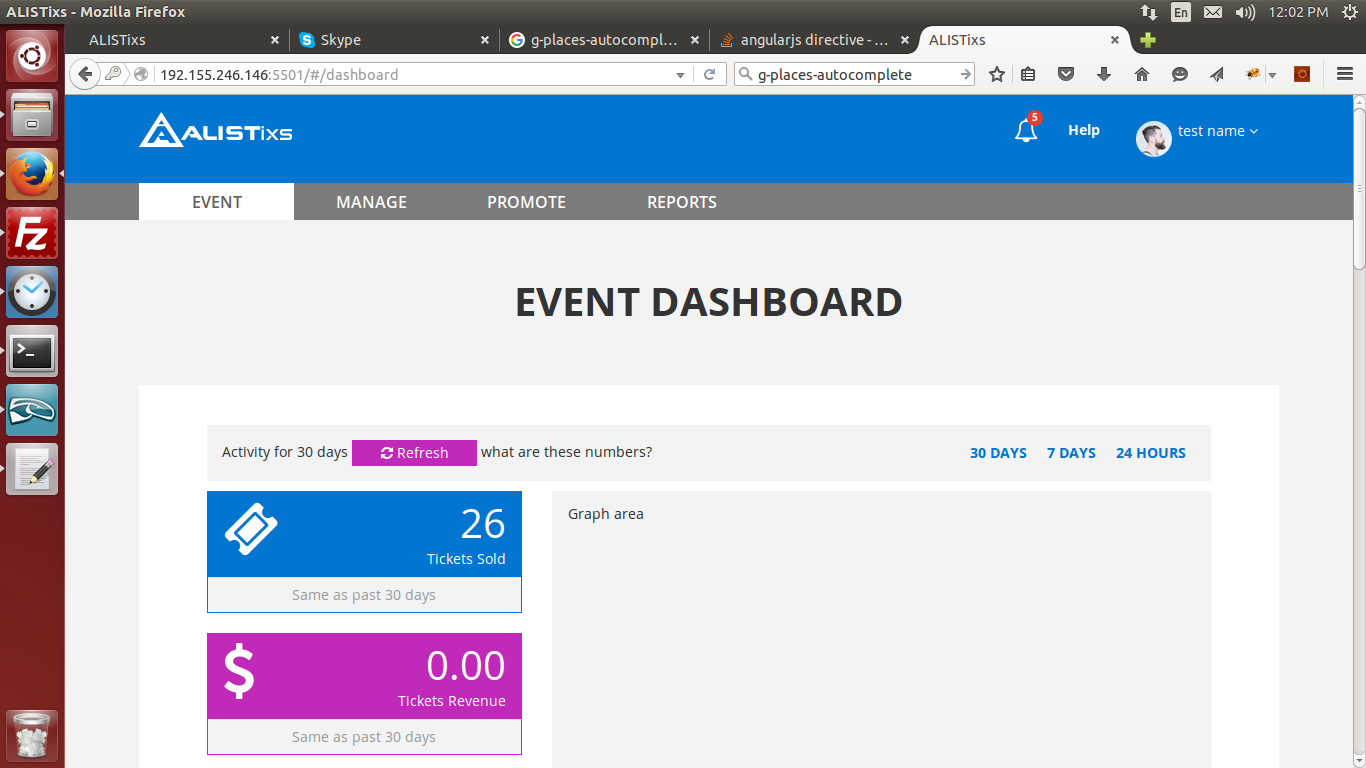 ALISTixs - Mozilla Firefox
En
12:02 PM
ALISTixs
Skype
g-places-autocompl...
angularjs directive - ...
ALISTixs
192.155.246.146:5501/#/dashboard
g-places-autocomplete
ALISTixs
5
Help
test name
EVENT
MANAGE
PROMOTE
REPORTS
EVENT DASHBOARD
Activity for 30 days Refresh what are these numbers?
30 DAYS
7 DAYS
24 HOURS
26
Tickets Sold
Same as past 30 days
Graph area
$
0.00
Tickets Revenue
Same as past 30 days
Fz
>_